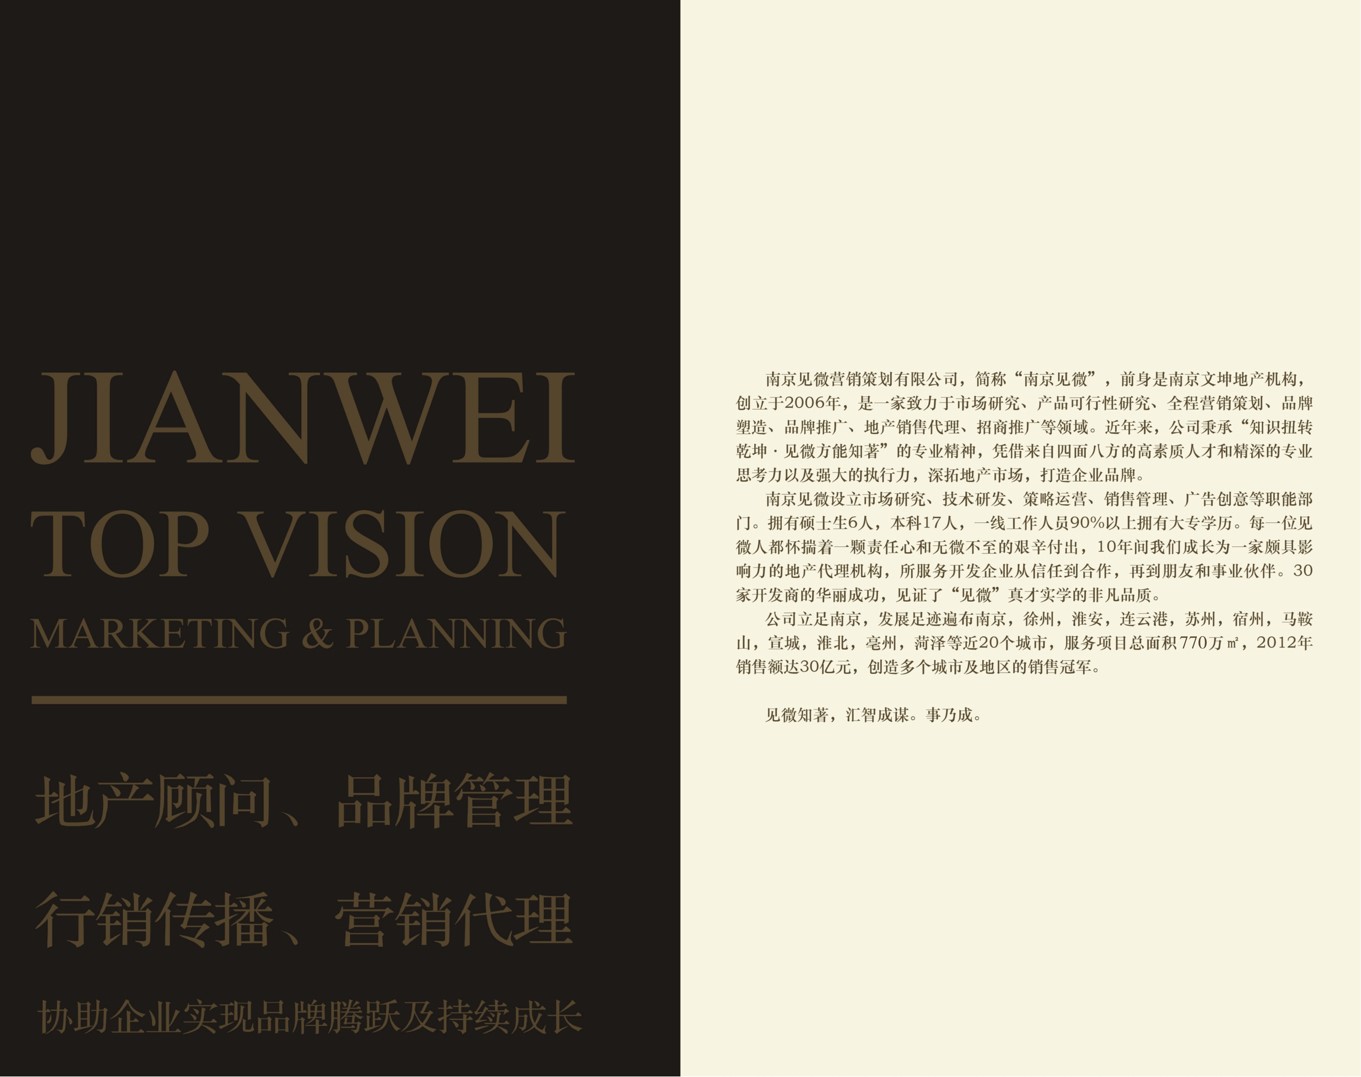 JIANWEI
TOP VISION
MARKETING & PLANNING
地产顾问、品牌管理
行销传播、营销代理
协助企业实现品牌腾跃及持续成长
南京见微营销策划有限公司，简称“南京见微”，前身是南京文坤地产机构，
创立于2006年，是一家致力于市场研究、产品可行性研究、全程营销策划、品牌
塑造、品牌推广、地产销售代理、招商推广等领域。近年来，公司秉承“知识扭转
乾坤·见微方能知著”的专业精神，凭借来自四面八方的高素质人才和精深的专业
思考力以及强大的执行力，深拓地产市场，打造企业品牌。
南京见微设立市场研究、技术研发、策略运营、销售管理、广告创意等职能部
门。拥有硕士生6人，本科17人，一线工作人员90%以上拥有大专学历。每一位见
微人都怀揣着一颗责任心和无微不至的艰辛付出，10年间我们成长为一家颇具影
响力的地产代理机构，所服务开发企业从信任到合作，再到朋友和事业伙伴。30
家开发商的华丽成功，见证了“见微”真才实学的非凡品质。
公司立足南京，发展足迹遍布南京，徐州，淮安，连云港，苏州，宿州，马鞍
山，宣城，淮北，亳州，菏泽等近20个城市，服务项目总面积770万㎡，2012年
销售额达30亿元，创造多个城市及地区的销售冠军。
见微知著，汇智成谋。事乃成。